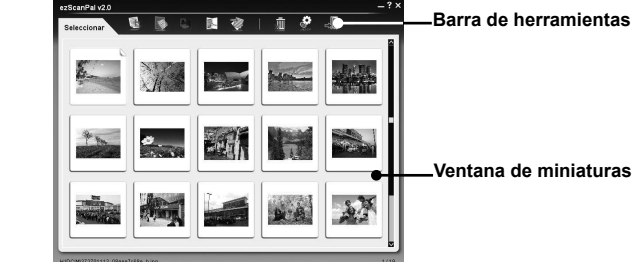 ezScanPal v2.0
– ? ×
Seleccionar
Barra de herramientas
Ventana de miniaturas
1 / 19